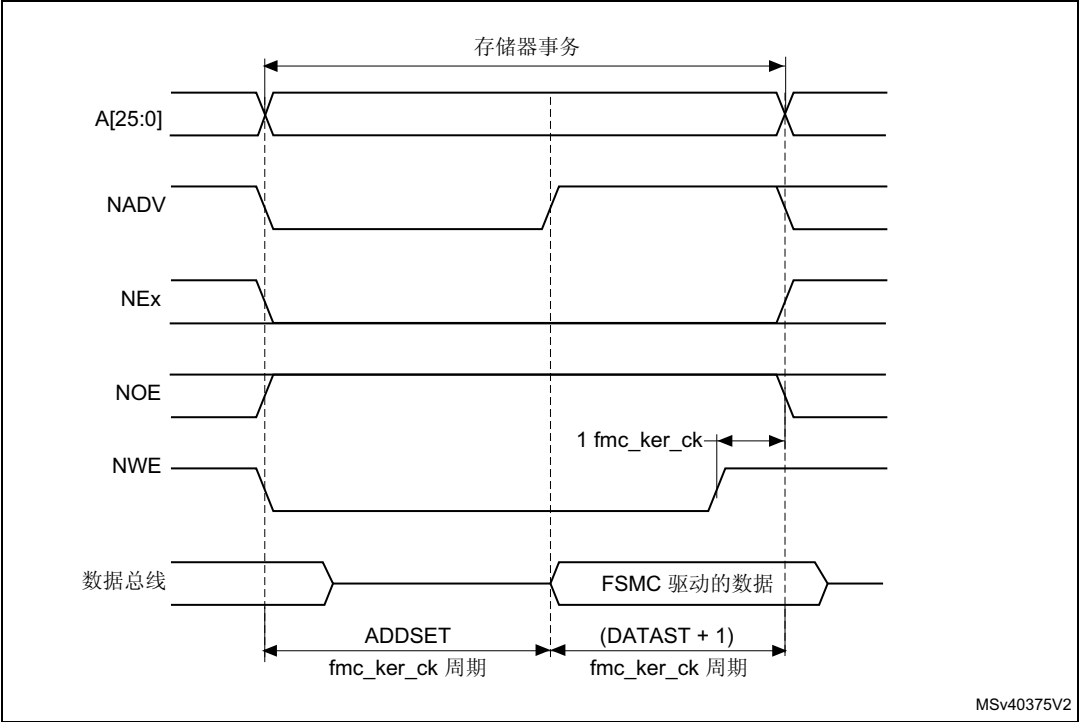 存储器事务
A[25:0]
NADV
NEx
NOE
1 fmc_ker_ck
NWE
数据总线
FSMC 驱动的数据
ADDSET
(DATAST + 1)
fmc_ker_ck 周期
fmc_ker_ck 周期
MSv40375V2